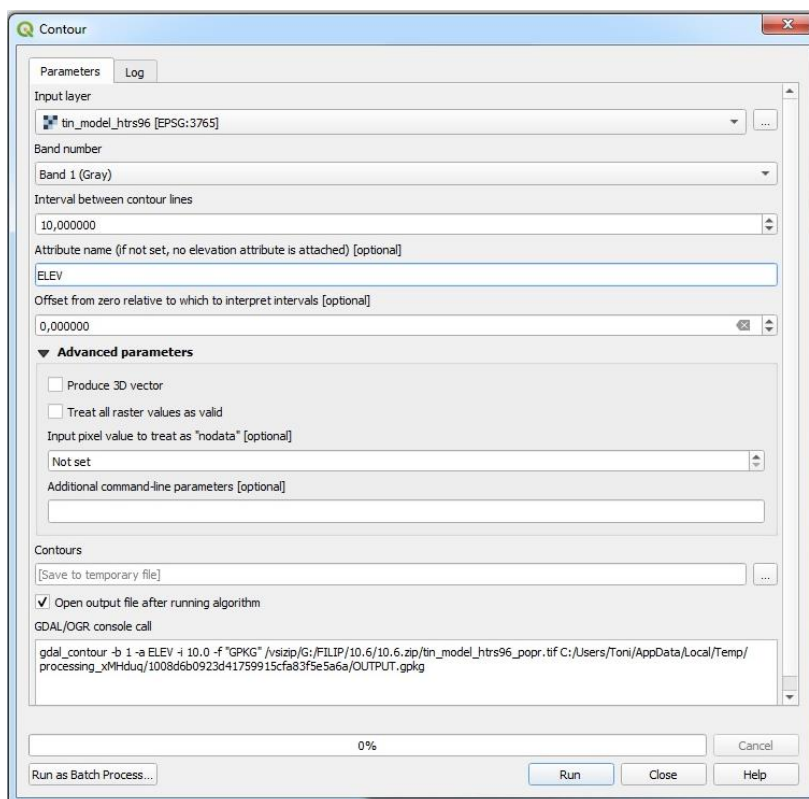 Contour
Parameters
Log
Input layer
tin_model_htrs96 [EPSG:3765]
...
Band number
Band 1 (Gray)
Interval between contour lines
10,000000
Attribute name (if not set, no elevation attribute is attached) [optional]
ELEV
Offset from zero relative to which to interpret intervals [optional]
0,000000
Advanced parameters
Produce 3D vector
Treat all raster values as valid
Input pixel value to treat as "nodata" [optional]
Not set
Additional command-line parameters [optional]
Contours
[Save to temporary file]
...
Open output file after running algorithm
GDAL/OGR console call
gdal_contour -b 1 -a ELEV -i 10.0 -f "GPKG" /vsizip/G:/FILIP/10.6/10.6.zip/tin_model_htrs96_popr.tif C:/Users/Toni/AppData/Local/Temp/
processing_xMHduq/1008d6b0923d41759915cfa83f5e5a6a/OUTPUT.gpkg
0%
Cancel
Run as Batch Process...
Run
Close
Help